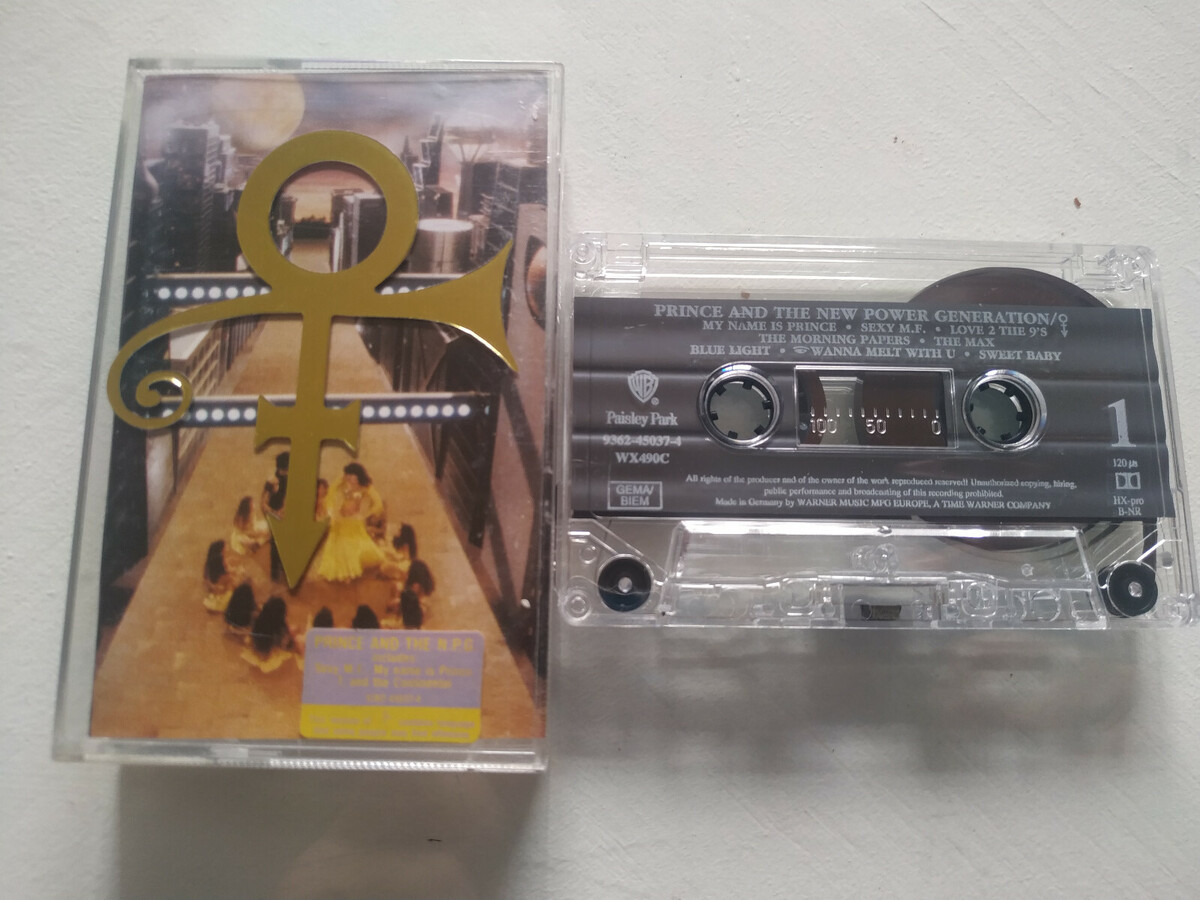 PRINCE AND THE N.P.G
PRINCE AND THE NEW POWER GENERATION/
MY NAME IS PRINCE • SEXY M.F. • LOVE 2 THE 9'S
THE MORNING PAPERS • THE MAX
BLUE LIGHT • WANNA MELT WITH U • SWEET BABY
WB
Paisley Park
9362-45037-4
WX490C
GEMA/
BIEM
100 50 0
1
120 µs
HX-pro
B-NR
All rights of the producer and of the owner of the work reproduced reserved! Unauthorized copying, hiring,
public performance and broadcasting of this recording prohibited.
Made in Germany by WARNER MUSIC MFG EUROPE, A TIME WARNER COMPANY